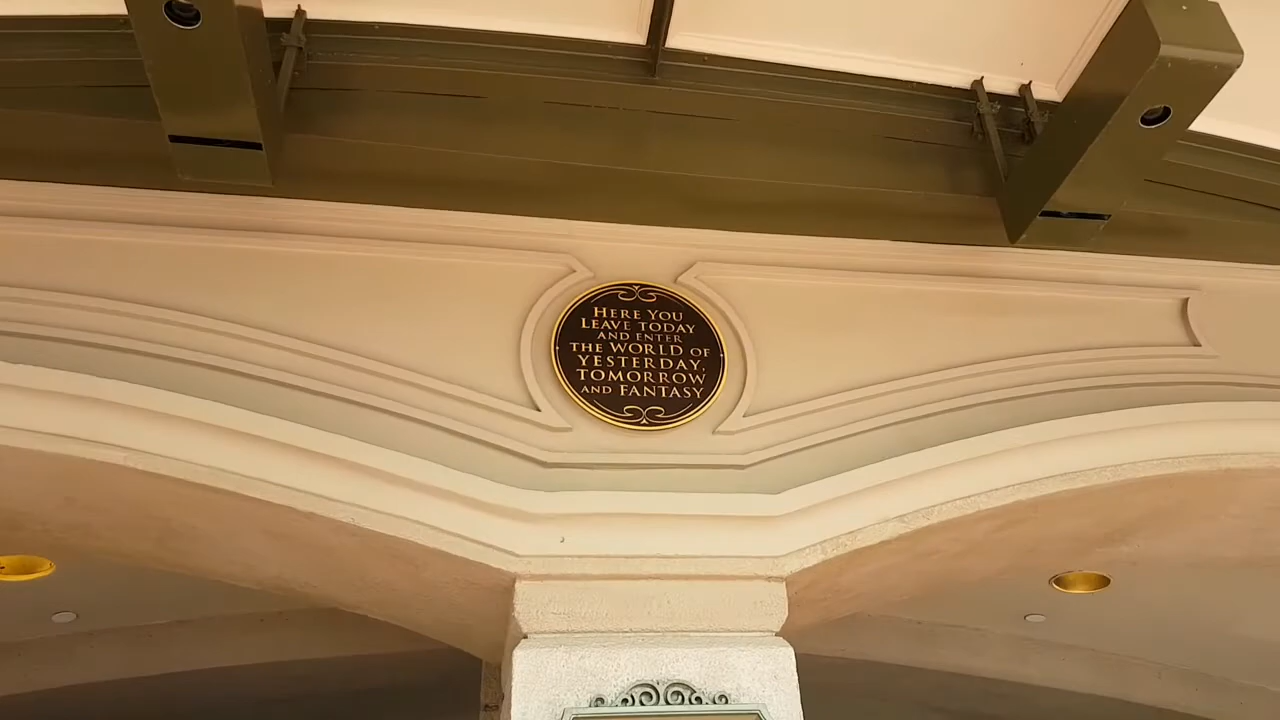 HERE YOU
LEAVE TODAY
AND ENTER
THE WORLD OF
YESTERDAY,
TOMORROW
AND FANTASY